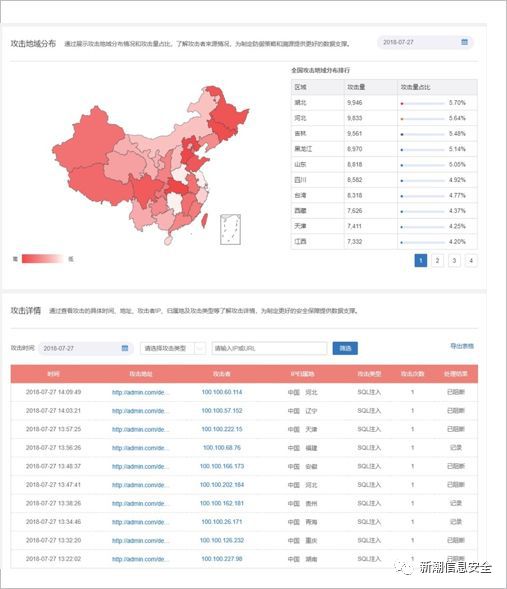 攻击地域分布 通过展示攻击地域分布情况和攻击量占比，了解攻击者来源情况，为制定防御策略和溯源提供更好的数据支撑。 2018-07-27
全国攻击地域分布排行
区域 攻击量 攻击量占比
湖北 9,946 5.70%
河北 9,833 5.64%
吉林 9,561 5.48%
黑龙江 8,970 5.14%
山东 8,818 5.05%
四川 8,582 4.92%
台湾 8,318 4.77%
西藏 7,626 4.37%
天津 7,411 4.25%
江西 7,332 4.20%
高 低
1 2 3 4
攻击详情 通过查看攻击的具体时间、地址、攻击者IP、归属地及攻击类型等了解攻击详情，为制定更好的安全保障提供数据支撑。
攻击时间 2018-07-27 请选择攻击类型 请输入IP或URL 筛选 导出表格
时间 攻击地址 攻击者 IP归属地 攻击类型 攻击次数 处理结果
2018-07-27 14:09:49 http://admin.com/de... 100.100.60.114 中国 河北 SQL注入 1 已阻断
2018-07-27 14:03:21 http://admin.com/de... 100.100.57.152 中国 辽宁 SQL注入 1 已阻断
2018-07-27 13:57:25 http://admin.com/de... 100.100.222.15 中国 天津 SQL注入 1 已阻断
2018-07-27 13:56:26 http://admin.com/de... 100.100.68.76 中国 福建 SQL注入 1 记录
2018-07-27 13:48:37 http://admin.com/de... 100.100.166.173 中国 安徽 SQL注入 1 已阻断
2018-07-27 13:47:41 http://admin.com/de... 100.100.202.184 中国 河北 SQL注入 1 已阻断
2018-07-27 13:38:26 http://admin.com/de... 100.100.162.181 中国 贵州 SQL注入 1 记录
2018-07-27 13:34:46 http://admin.com/de... 100.100.26.171 中国 青海 SQL注入 1 记录
2018-07-27 13:32:20 http://admin.com/de... 100.100.126.232 中国 重庆 SQL注入 1 已阻断
2018-07-27 13:22:02 http://admin.com/de... 100.100.227.98 中国 湖南 SQL注入 1 已阻断
新潮信息安全